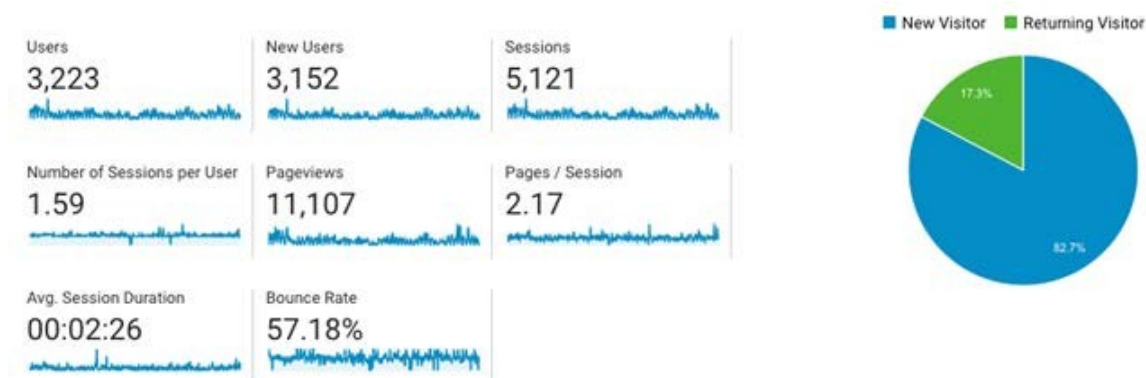 New Visitor
Returning Visitor
Users
3,223
New Users
3,152
Sessions
5,121
17.3%
82.7%
Number of Sessions per User
1.59
Pageviews
11,107
Pages / Session
2.17
Avg. Session Duration
00:02:26
Bounce Rate
57.18%